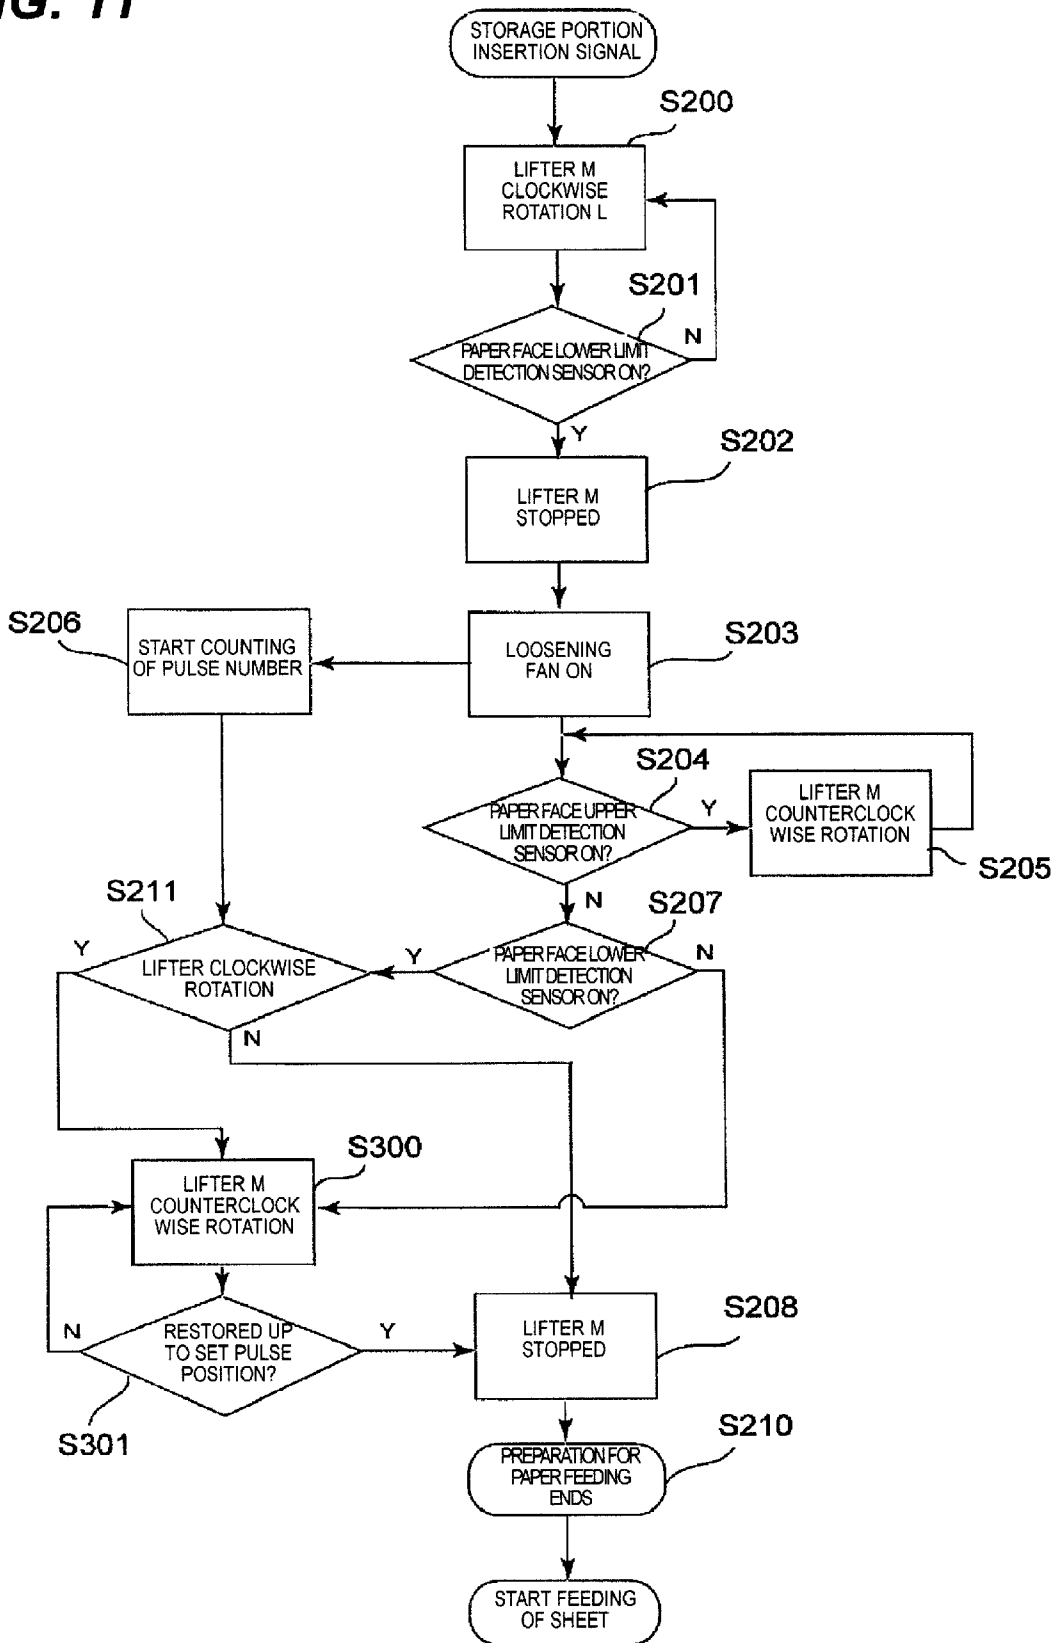 FIG. 11
STORAGE PORTION
INSERTION SIGNAL
S200
LIFTER M
CLOCKWISE
ROTATION L
S201
PAPER FACE LOWER LIMIT
DETECTION SENSOR ON?
N
Y
S202
LIFTER M
STOPPED
S206
START COUNTING
OF PULSE NUMBER
S203
LOOSENING
FAN ON
S204
PAPER FACE UPPER
LIMIT DETECTION
SENSOR ON?
Y
LIFTER M
COUNTERCLOCK
WISE ROTATION
S205
N
S211
Y
LIFTER CLOCKWISE
ROTATION
N
S207
Y
PAPER FACE LOWER
LIMIT DETECTION
SENSOR ON?
N
S300
LIFTER M
COUNTERCLOCK
WISE ROTATION
N
RESTORED UP
TO SET PULSE
POSITION?
Y
S301
S208
LIFTER M
STOPPED
S210
PREPARATION FOR
PAPER FEEDING
ENDS
START FEEDING
OF SHEET